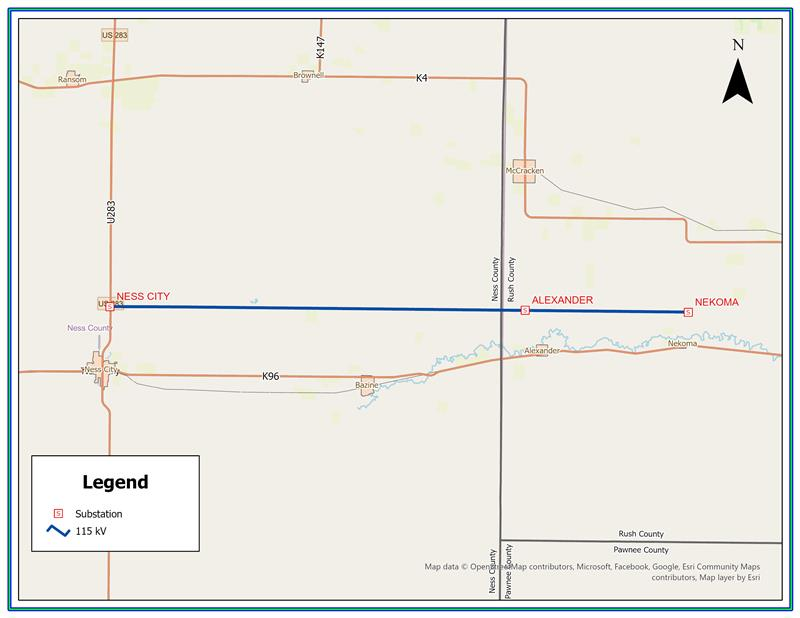 US 283
K147
N
Ransom
Brownell
K4
McCracken
U283
Ness County
Rush County
NESS CITY
ALEXANDER
NEKOMA
Ness County
Alexander
Nekoma
Ness City
K96
Bazine
Legend
Substation
115 kV
Rush County
Pawnee County
Ness County
Pawnee County
Map data © OpenStreetMap contributors, Microsoft, Facebook, Google, Esri Community Maps
contributors, Map layer by Esri